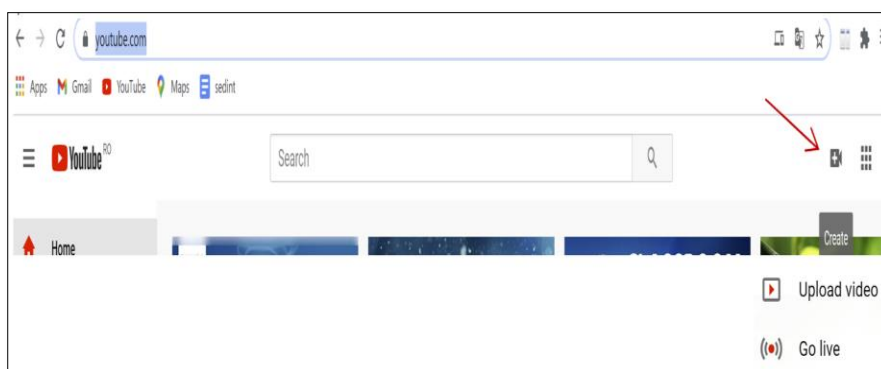 youtube.com
Apps Gmail YouTube Maps sedint
YouTube RO Search
Home
Create
Upload video
Go live